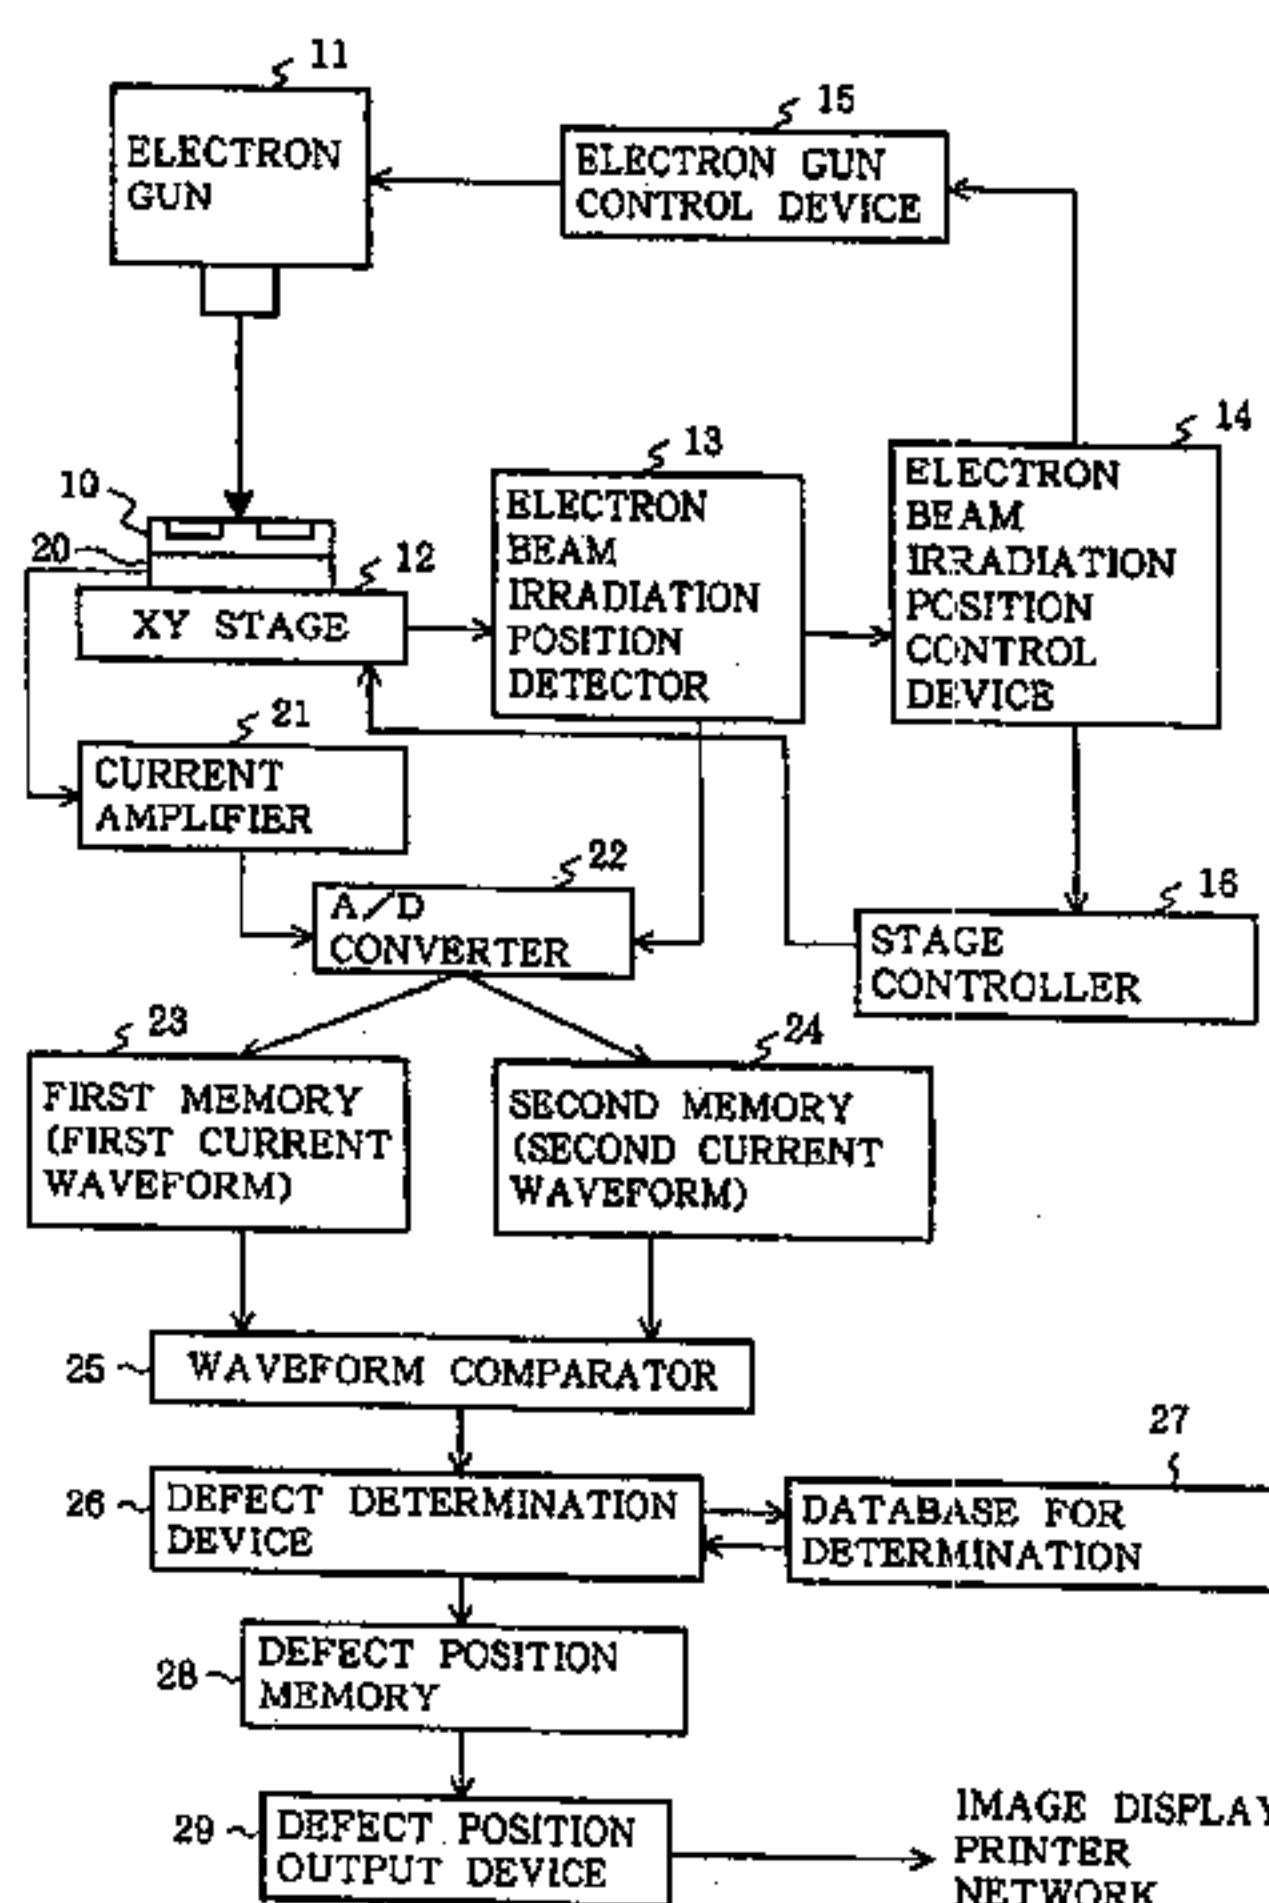 11
ELECTRON
GUN
15
ELECTRON GUN
CONTROL DEVICE
10
20
12
XY STAGE
13
ELECTRON
BEAM
IRRADIATION
POSITION
DETECTOR
14
ELECTRON
BEAM
IRRADIATION
POSITION
CONTROL
DEVICE
21
CURRENT
AMPLIFIER
22
A/D
CONVERTER
16
STAGE
CONTROLLER
23
FIRST MEMORY
(FIRST CURRENT
WAVEFORM)
24
SECOND MEMORY
(SECOND CURRENT
WAVEFORM)
25
WAVEFORM COMPARATOR
26
DEFECT DETERMINATION
DEVICE
27
DATABASE FOR
DETERMINATION
28
DEFECT POSITION
MEMORY
29
DEFECT POSITION
OUTPUT DEVICE
IMAGE DISPLAY
PRINTER
NETWORK